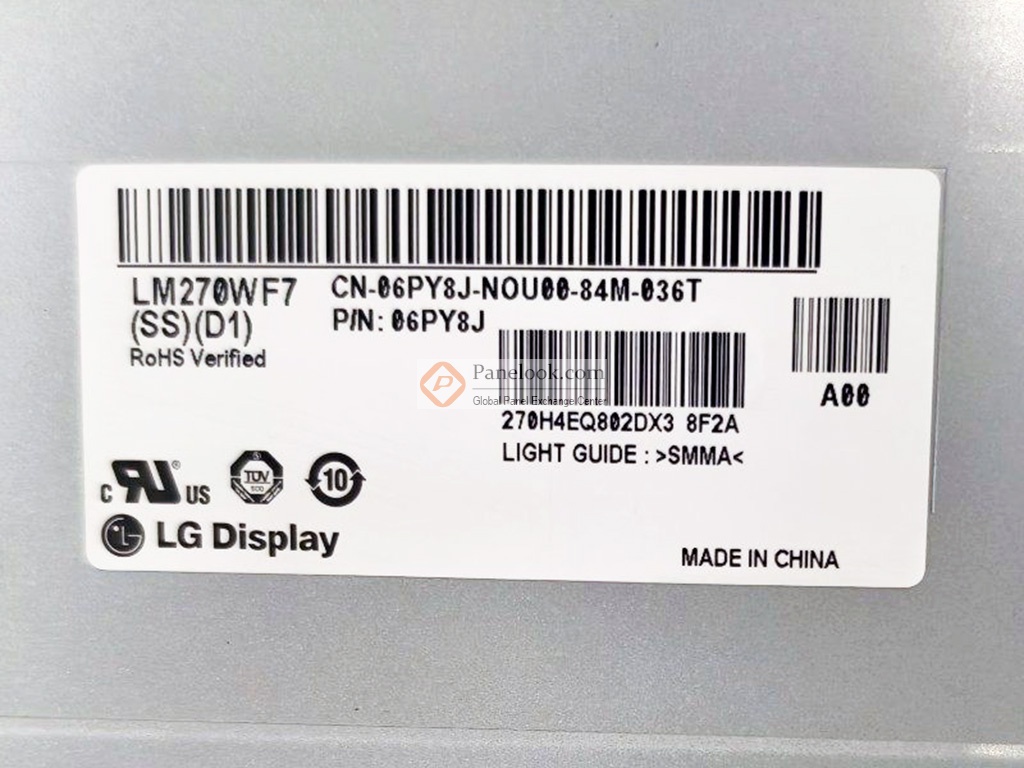 LM270WF7
(SS)(D1)
RoHS Verified
CN-06PY8J-NOU00-84M-036T
P/N: 06PY8J
A00
Panelook.com
Global Panel Exchange Center
270H4EQ802DX3 8F2A
LIGHT GUIDE : >SMMA<
C RU US
TÜV
10
LG Display
MADE IN CHINA